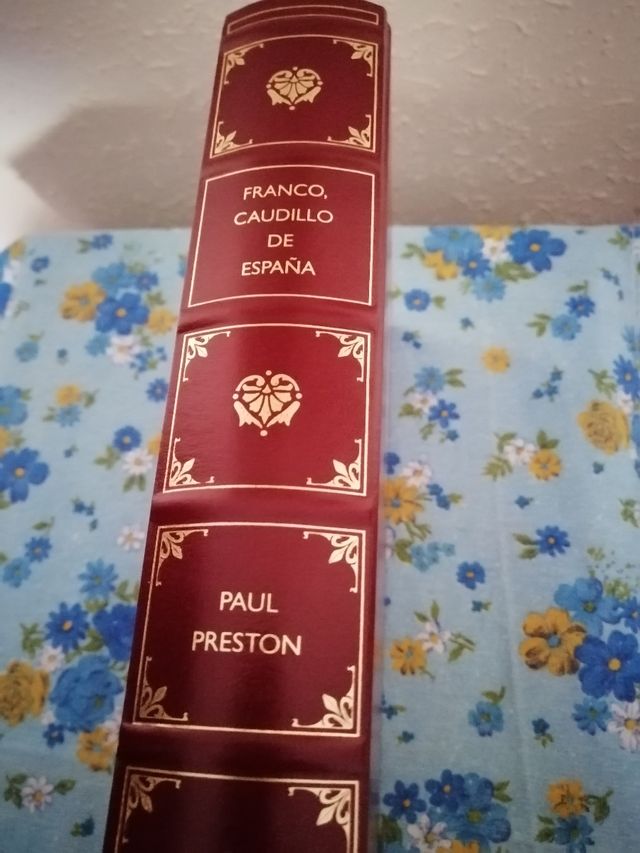 FRANCO,
CAUDILLO
DE
ESPAÑA
PAUL
PRESTON